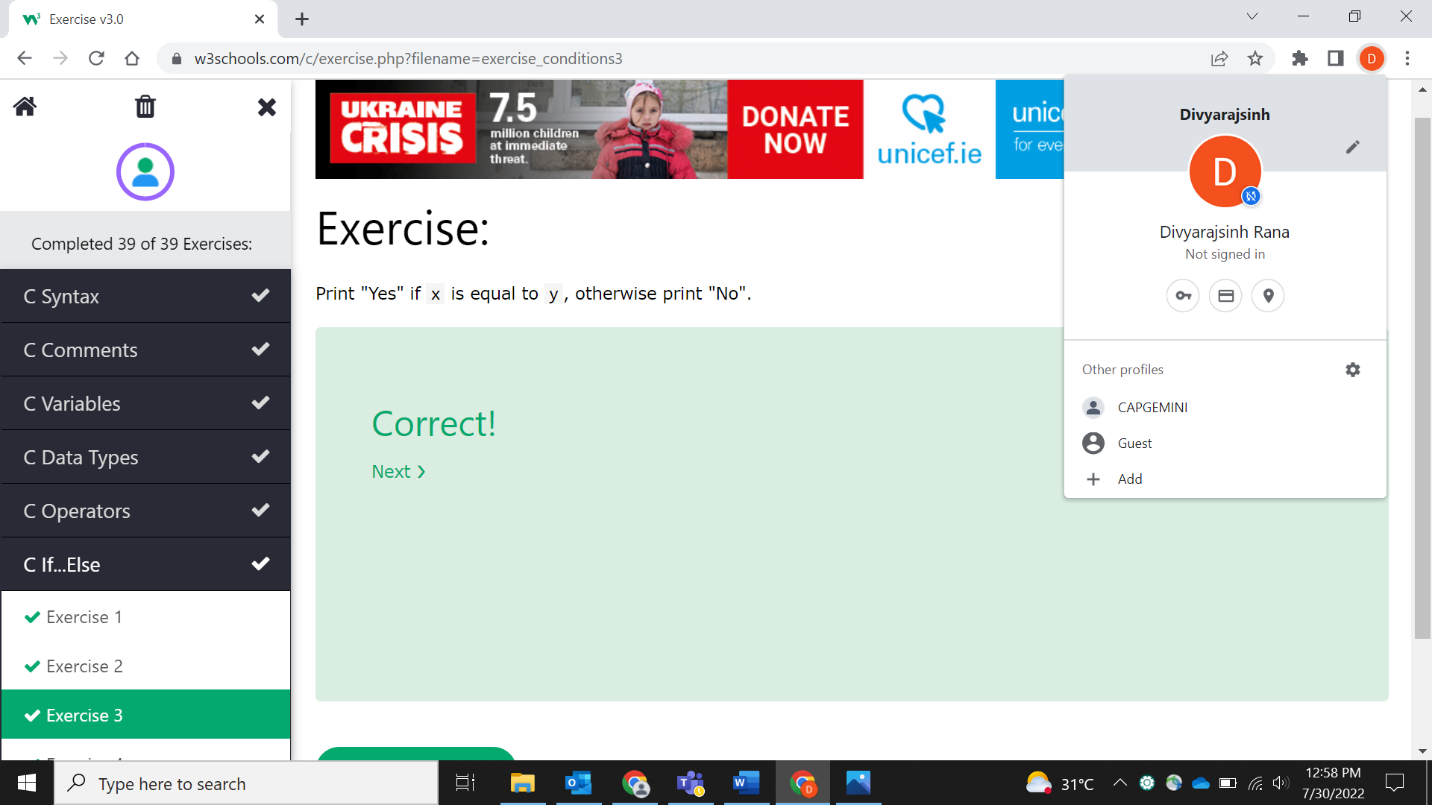 Exercise v3.0
w3schools.com/c/exercise.php?filename=exercise_conditions3
D
Completed 39 of 39 Exercises:
C Syntax
C Comments
C Variables
C Data Types
C Operators
C If...Else
Exercise 1
Exercise 2
Exercise 3
UKRAINE
CRISIS
7.5
million children
at immediate
threat.
DONATE
NOW
unicef.ie
unic
for eve
Exercise:
Print "Yes" if x is equal to y, otherwise print "No".
Correct!
Next ❯
Divyarajsinh
D
Divyarajsinh Rana
Not signed in
Other profiles
CAPGEMINI
Guest
Add
Type here to search
31°C
12:58 PM
7/30/2022